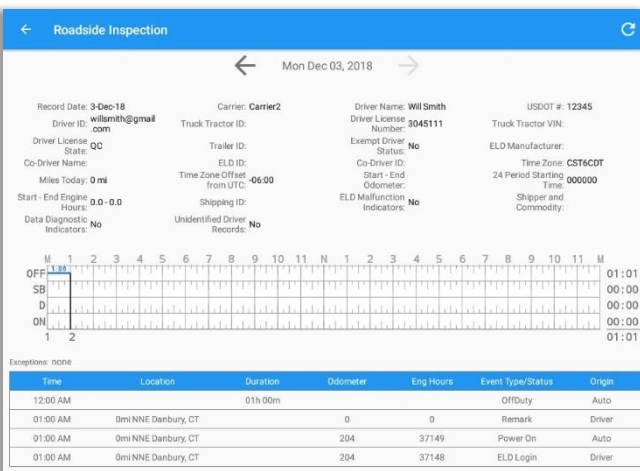 Roadside Inspection
Mon Dec 03, 2018
Record Date: 3-Dec-18 Carrier: Carrier2 Driver Name: Will Smith USDOT #: 12345
Driver ID: willsmith@gmail.com Truck Tractor ID: Driver License Number: 3045111 Truck Tractor VIN:
Driver License State: QC Trailer ID: Exempt Driver Status: No ELD Manufacturer:
Co-Driver Name: ELD ID: Co-Driver ID: Time Zone: CST6CDT
Miles Today: 0 mi Time Zone Offset from UTC: -06:00 Start - End Odometer: 24 Period Starting Time: 000000
Start - End Engine Hours: 0.0 - 0.0 Shipping ID: ELD Malfunction Indicators: No Shipper and Commodity:
Data Diagnostic Indicators: No Unidentified Driver Records: No
M 1 2 3 4 5 6 7 8 9 10 11 N 1 2 3 4 5 6 7 8 9 10 11 M
OFF 1:00 01:01
SB 00:00
D 00:00
ON 00:00
1 2 01:01
Exceptions: none
Time Location Duration Odometer Eng Hours Event Type/Status Origin
12:00 AM 01h 00m OffDuty Auto
01:00 AM 0mi NNE Danbury, CT 0 0 Remark Driver
01:00 AM 0mi NNE Danbury, CT 204 37149 Power On Auto
01:00 AM 0mi NNE Danbury, CT 204 37148 ELD Login Driver